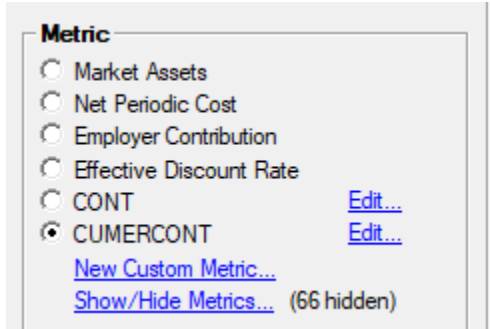 Metric
Market Assets
Net Periodic Cost
Employer Contribution
Effective Discount Rate
CONT Edit...
CUMERCONT Edit...
New Custom Metric...
Show/Hide Metrics... (66 hidden)